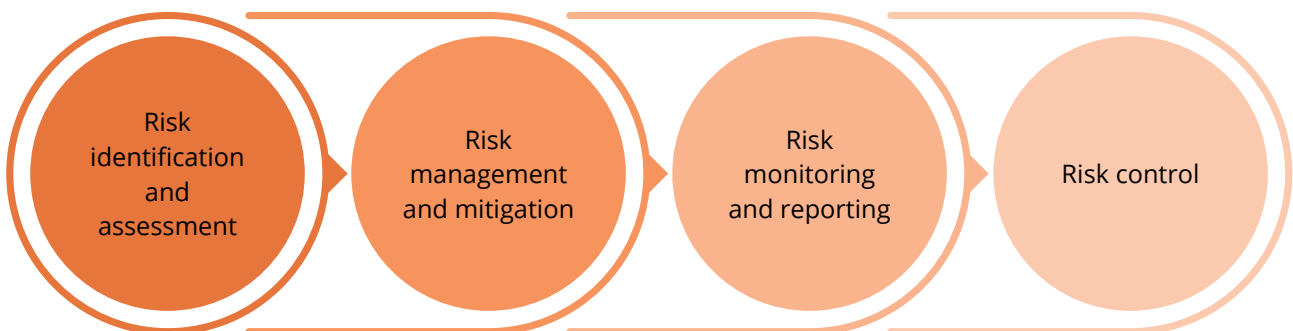 Risk
identification
and
assessment
Risk
management
and mitigation
Risk
monitoring
and reporting
Risk control